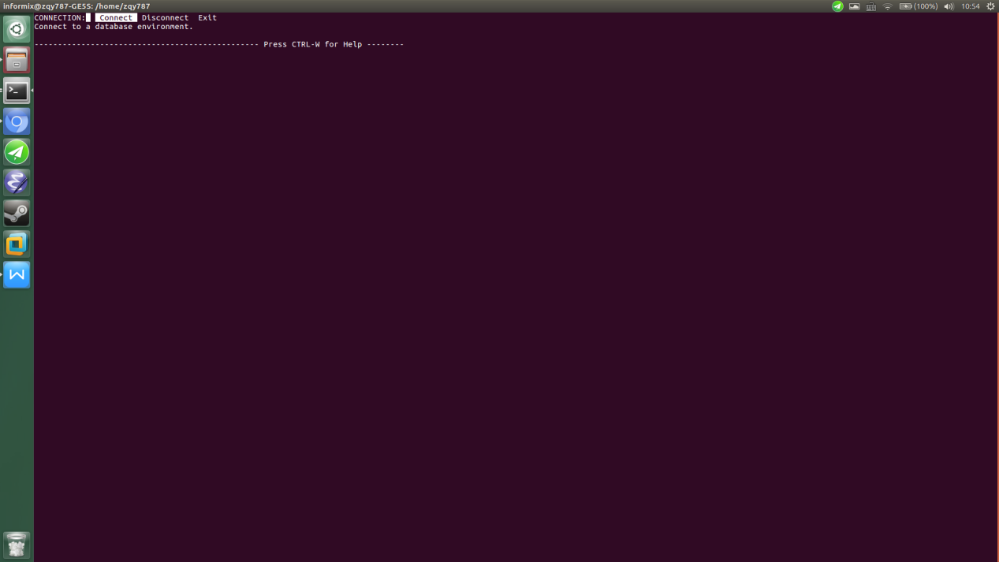 informix@zqy787-GE5S: /home/zqy787
(100%)
10:54
CONNECTION: Connect Disconnect Exit
Connect to a database environment.
------------------------------------------------ Press CTRL-W for Help --------